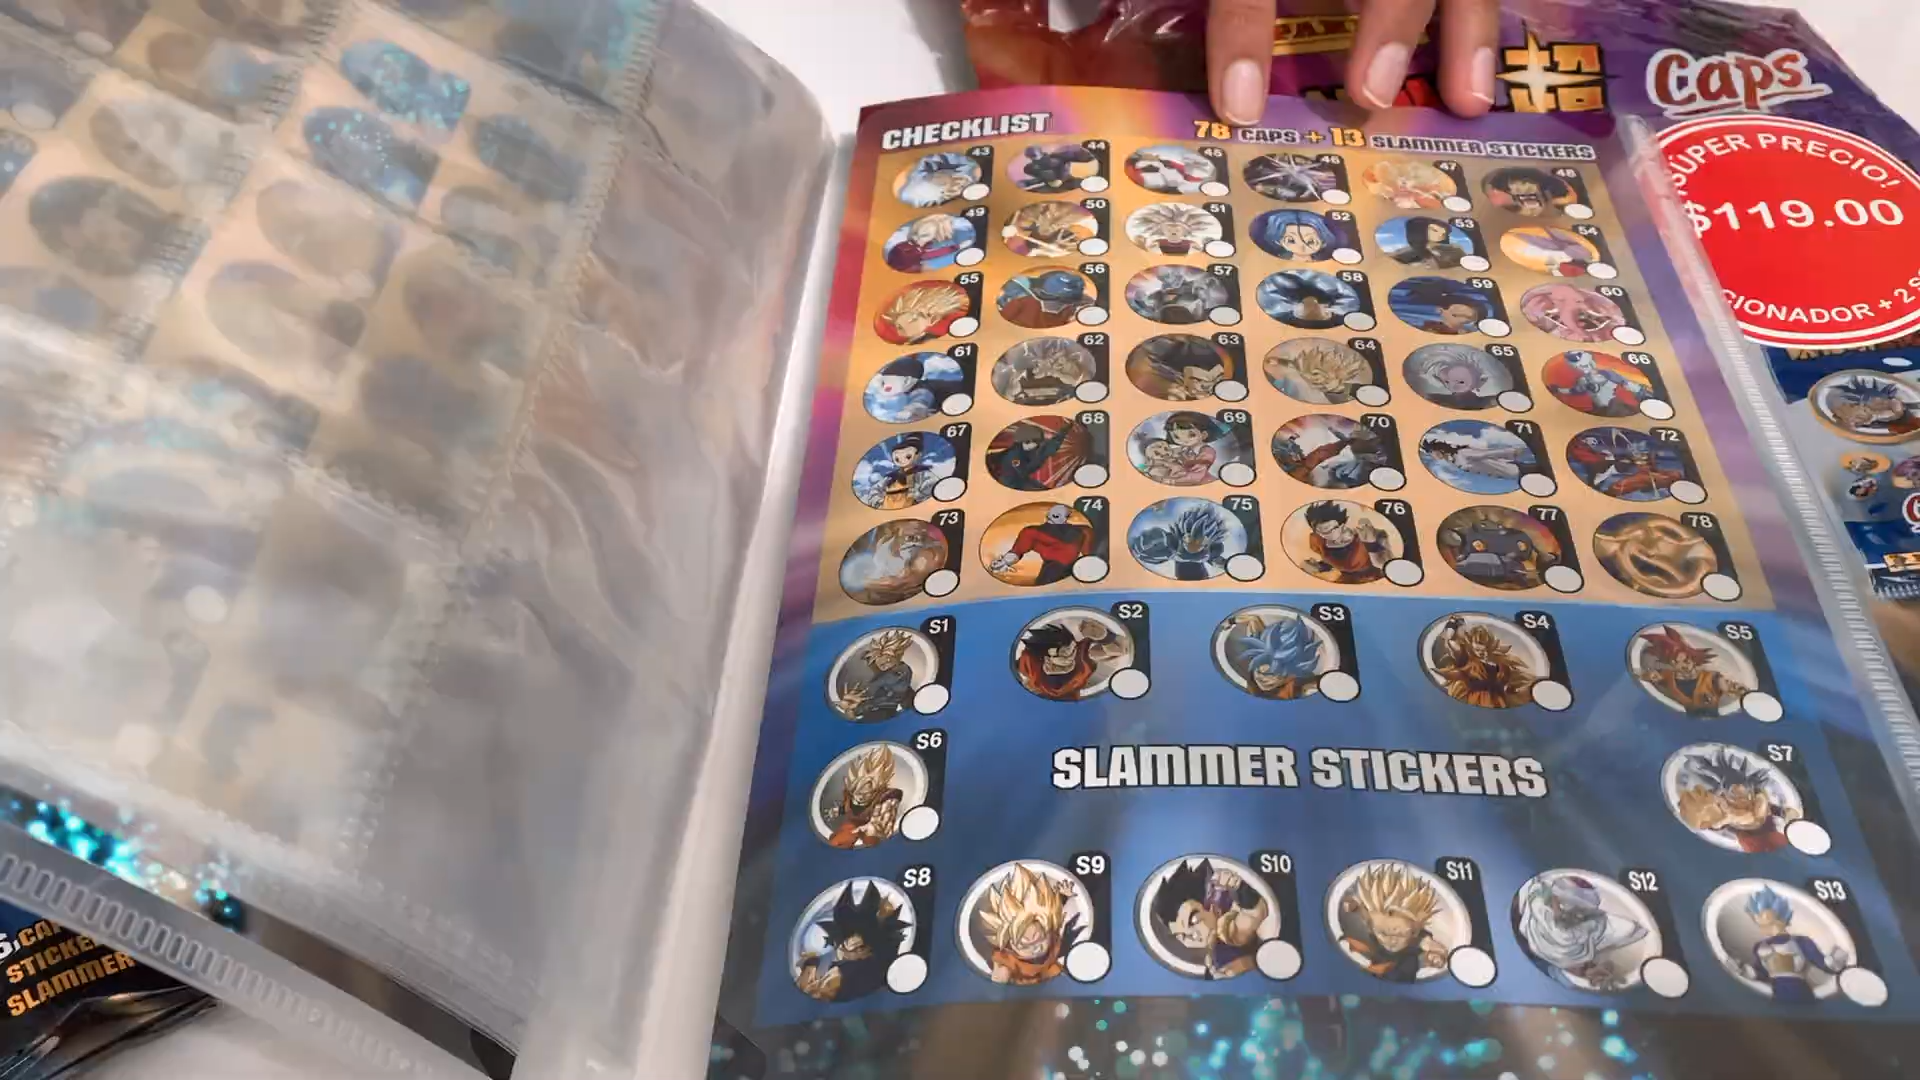 Caps
¡SÚPER PRECIO!
$119.00
CIONADOR + 2 S
CHECKLIST
78 CAPS + 13 SLAMMER STICKERS
43 44 45 46 47 48
49 50 51 52 53 54
55 56 57 58 59 60
61 62 63 64 65 66
67 68 69 70 71 72
73 74 75 76 77 78
S1 S2 S3 S4 S5
S6 SLAMMER STICKERS S7
S8 S9 S10 S11 S12 S13
STICKE
SLAMMER